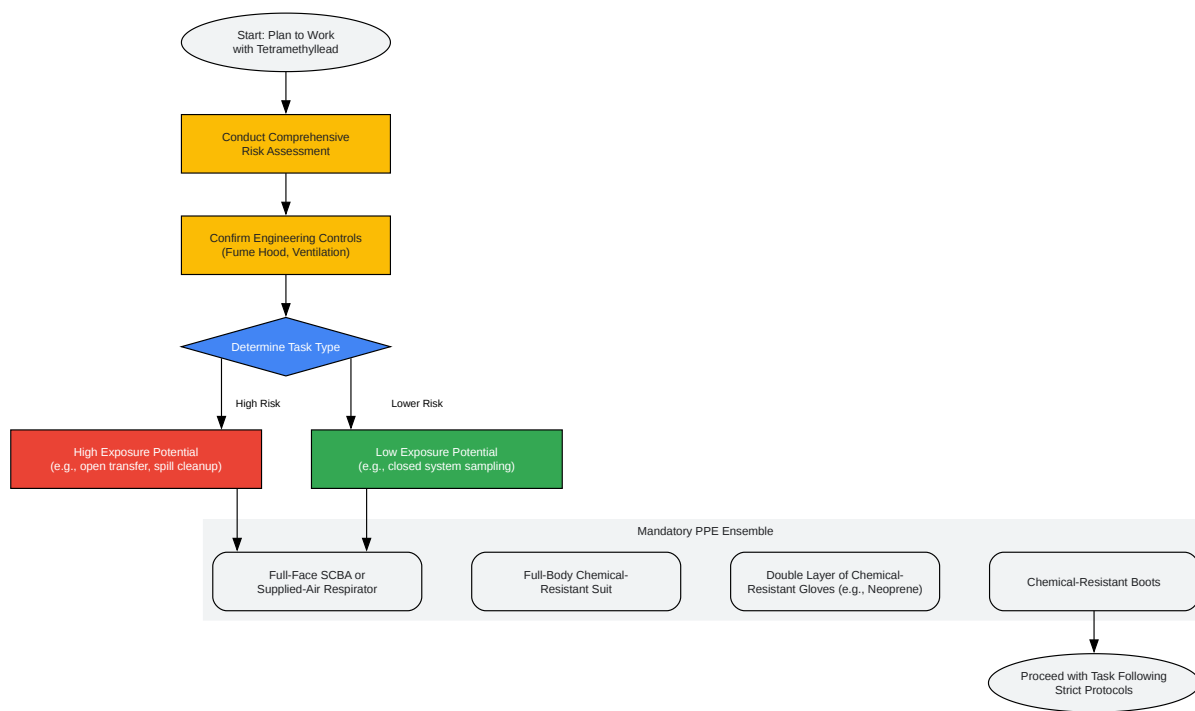 Start: Plan to Work
with Tetramethyllead
Conduct Comprehensive
Risk Assessment
Confirm Engineering Controls
(Fume Hood, Ventilation)
Determine Task Type
High Risk
Lower Risk
High Exposure Potential
(e.g., open transfer, spill cleanup)
Low Exposure Potential
(e.g., closed system sampling)
Mandatory PPE Ensemble
Full-Face SCBA or
Supplied-Air Respirator
Full-Body Chemical-
Resistant Suit
Double Layer of Chemical-
Resistant Gloves (e.g., Neoprene)
Chemical-Resistant Boots
Proceed with Task Following
Strict Protocols